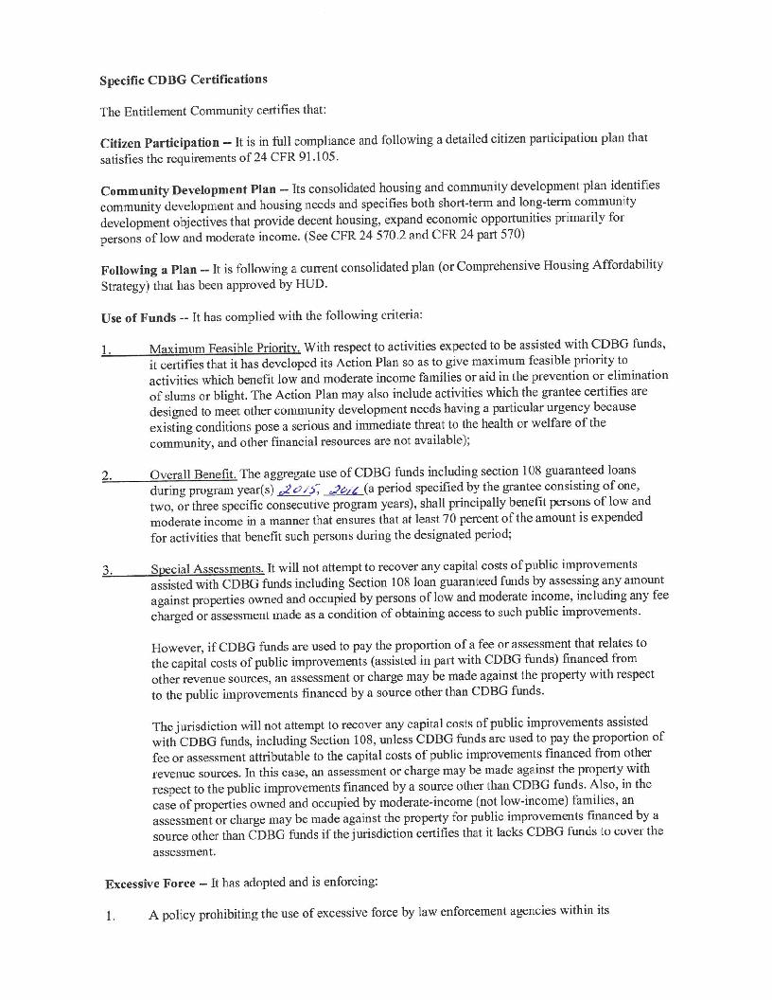 Specific CDBG Certifications
The Entitlement Community certifies that:
Citizen Participation -- It is in full compliance and following a detailed citizen participation plan that
satisfies the requirements of 24 CFR 91.105.
Community Development Plan -- Its consolidated housing and community development plan identifies
community development and housing needs and specifies both short-term and long-term community
development objectives that provide decent housing, expand economic opportunities primarily for
persons of low and moderate income. (See CFR 24 570.2 and CFR 24 part 570)
Following a Plan -- It is following a current consolidated plan (or Comprehensive Housing Affordability
Strategy) that has been approved by HUD.
Use of Funds -- It has complied with the following criteria:
1. Maximum Feasible Priority. With respect to activities expected to be assisted with CDBG funds,
it certifies that it has developed its Action Plan so as to give maximum feasible priority to
activities which benefit low and moderate income families or aid in the prevention or elimination
of slums or blight. The Action Plan may also include activities which the grantee certifies are
designed to meet other community development needs having a particular urgency because
existing conditions pose a serious and immediate threat to the health or welfare of the
community, and other financial resources are not available);
2. Overall Benefit. The aggregate use of CDBG funds including section 108 guaranteed loans
during program year(s) 2015, 2016 (a period specified by the grantee consisting of one,
two, or three specific consecutive program years), shall principally benefit persons of low and
moderate income in a manner that ensures that at least 70 percent of the amount is expended
for activities that benefit such persons during the designated period;
3. Special Assessments. It will not attempt to recover any capital costs of public improvements
assisted with CDBG funds including Section 108 loan guaranteed funds by assessing any amount
against properties owned and occupied by persons of low and moderate income, including any fee
charged or assessment made as a condition of obtaining access to such public improvements.
However, if CDBG funds are used to pay the proportion of a fee or assessment that relates to
the capital costs of public improvements (assisted in part with CDBG funds) financed from
other revenue sources, an assessment or charge may be made against the property with respect
to the public improvements financed by a source other than CDBG funds.
The jurisdiction will not attempt to recover any capital costs of public improvements assisted
with CDBG funds, including Section 108, unless CDBG funds are used to pay the proportion of
fee or assessment attributable to the capital costs of public improvements financed from other
revenue sources. In this case, an assessment or charge may be made against the property with
respect to the public improvements financed by a source other than CDBG funds. Also, in the
case of properties owned and occupied by moderate-income (not low-income) families, an
assessment or charge may be made against the property for public improvements financed by a
source other than CDBG funds if the jurisdiction certifies that it lacks CDBG funds to cover the
assessment.
Excessive Force -- It has adopted and is enforcing:
1. A policy prohibiting the use of excessive force by law enforcement agencies within its